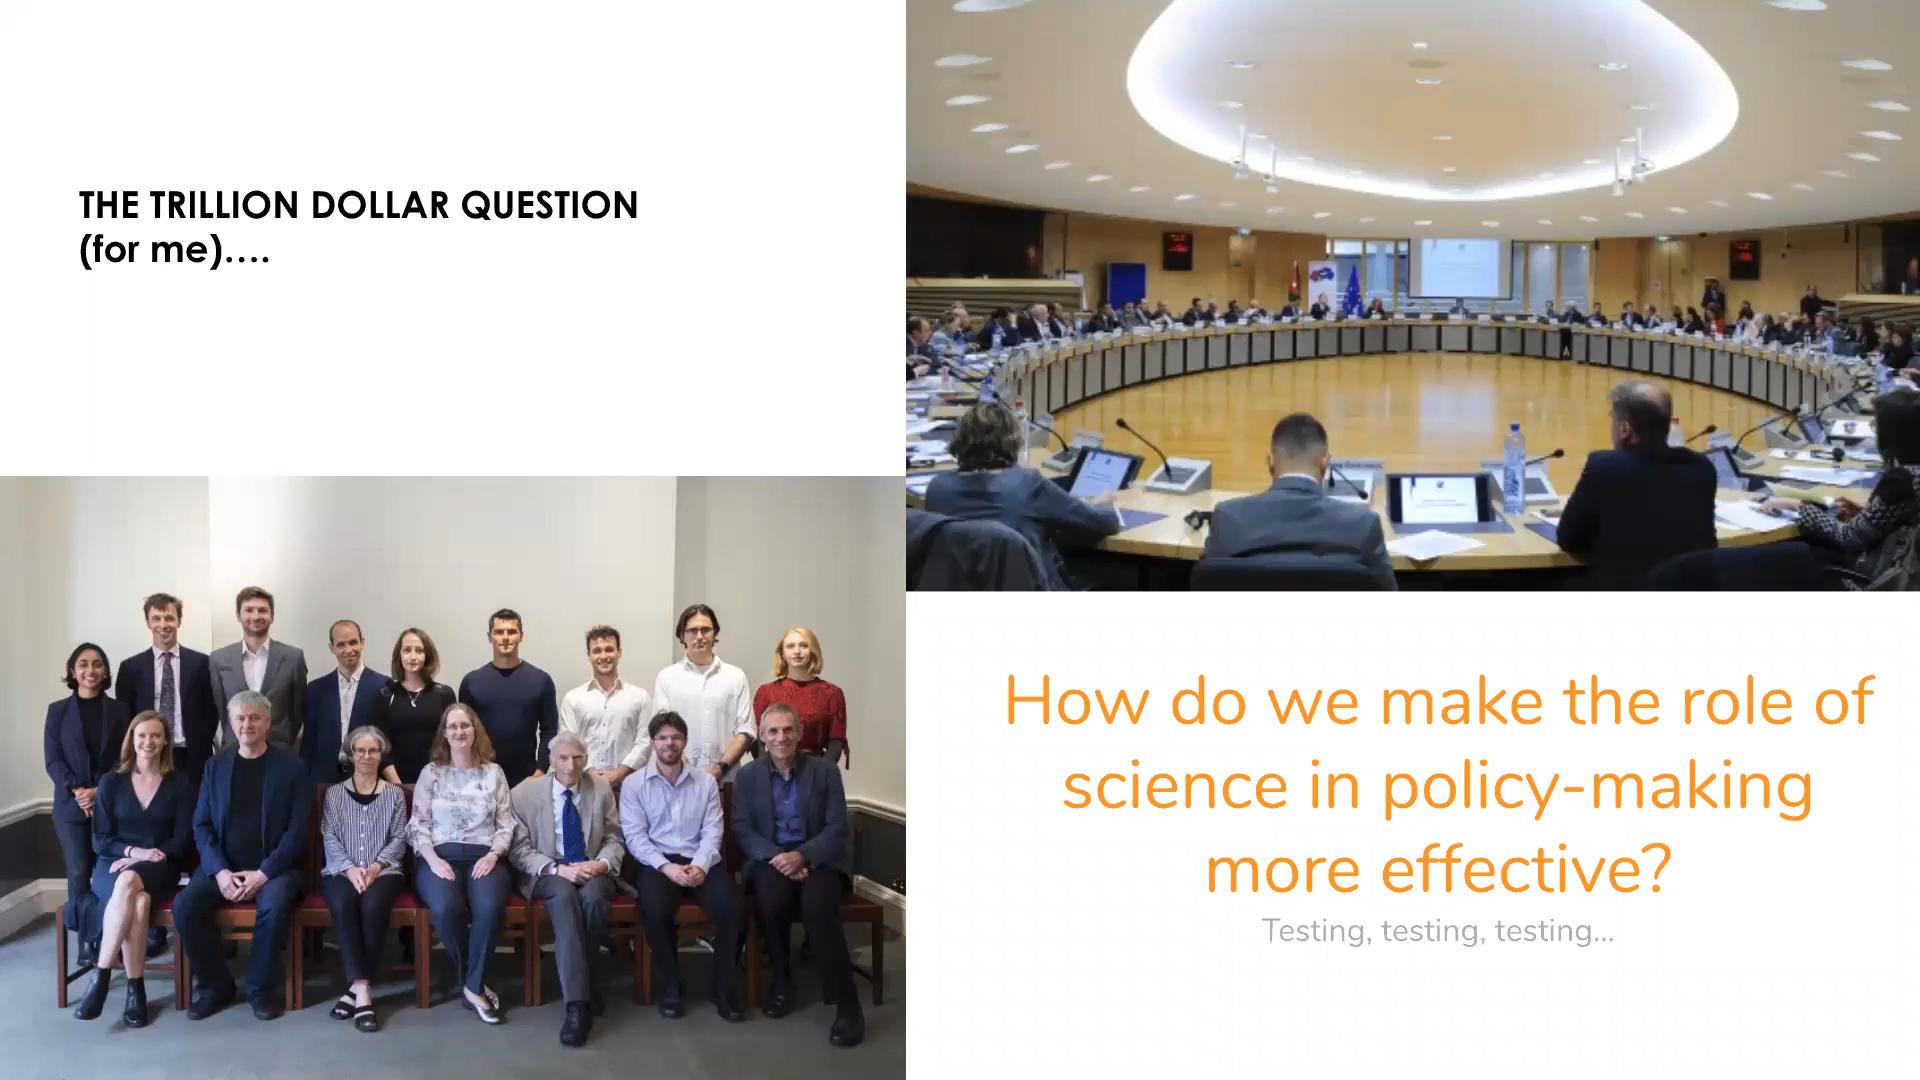 THE TRILLION DOLLAR QUESTION
(for me)….
How do we make the role of
science in policy-making
more effective?
Testing, testing, testing…